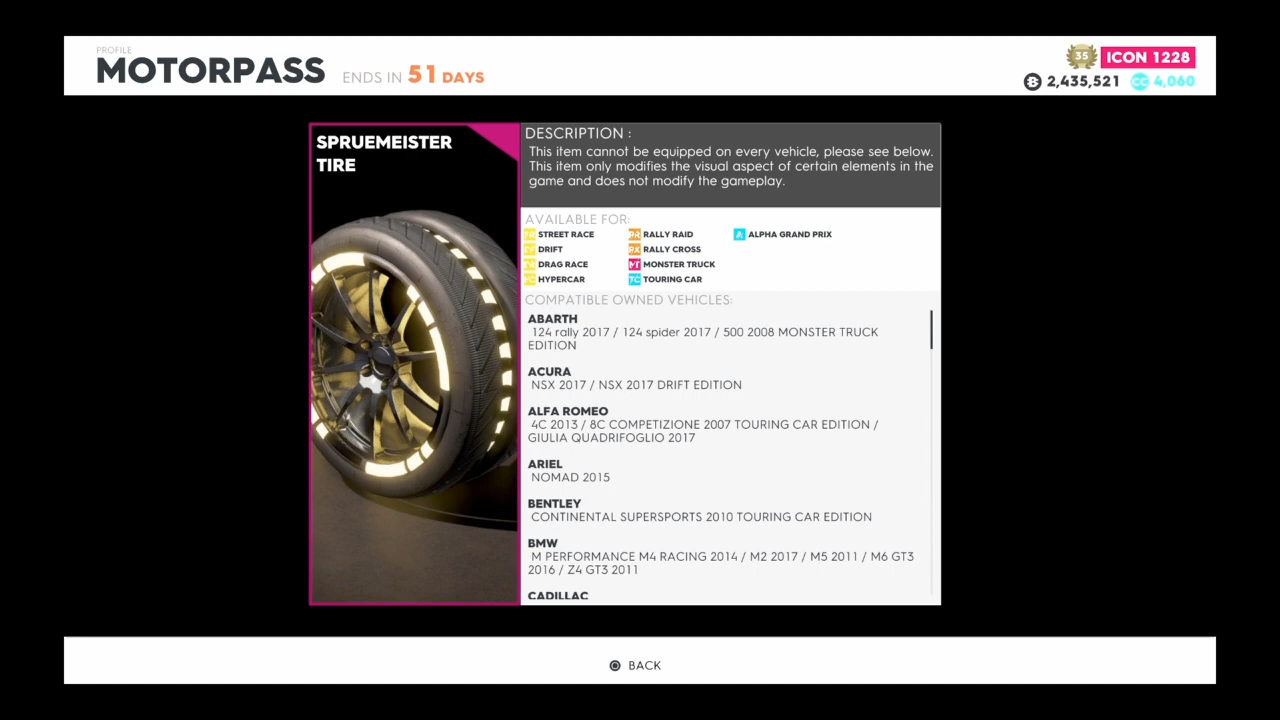 PROFILE
MOTORPASS ENDS IN 51 DAYS
35 ICON 1228
2,435,521 CC 4,060
SPRUEMEISTER
TIRE
DESCRIPTION :
This item cannot be equipped on every vehicle, please see below.
This item only modifies the visual aspect of certain elements in the
game and does not modify the gameplay.
AVAILABLE FOR:
STREET RACE RR RALLY RAID A ALPHA GRAND PRIX
DRIFT RX RALLY CROSS
DRAG RACE MT MONSTER TRUCK
HYPERCAR TC TOURING CAR
COMPATIBLE OWNED VEHICLES:
ABARTH
124 rally 2017 / 124 spider 2017 / 500 2008 MONSTER TRUCK
EDITION
ACURA
NSX 2017 / NSX 2017 DRIFT EDITION
ALFA ROMEO
4C 2013 / 8C COMPETIZIONE 2007 TOURING CAR EDITION /
GIULIA QUADRIFOGLIO 2017
ARIEL
NOMAD 2015
BENTLEY
CONTINENTAL SUPERSPORTS 2010 TOURING CAR EDITION
BMW
M PERFORMANCE M4 RACING 2014 / M2 2017 / M5 2011 / M6 GT3
2016 / Z4 GT3 2011
CADILLAC
BACK